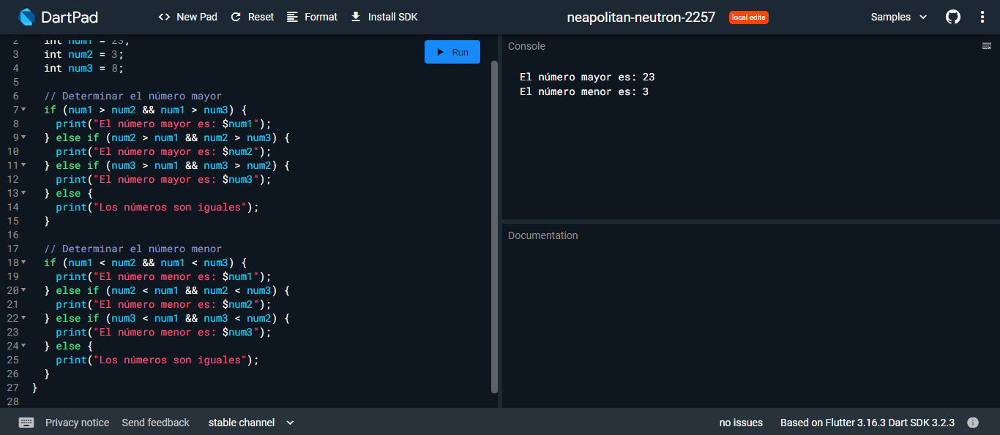 DartPad
New Pad
Reset
Format
Install SDK
neapolitan-neutron-2257
local edits
Samples
2 int num1 = 23;
3 int num2 = 3;
4 int num3 = 8;
5
6 // Determinar el número mayor
7 if (num1 > num2 && num1 > num3) {
8 print("El número mayor es: $num1");
9 } else if (num2 > num1 && num2 > num3) {
10 print("El número mayor es: $num2");
11 } else if (num3 > num1 && num3 > num2) {
12 print("El número mayor es: $num3");
13 } else {
14 print("Los números son iguales");
15 }
16
17 // Determinar el número menor
18 if (num1 < num2 && num1 < num3) {
19 print("El número menor es: $num1");
20 } else if (num2 < num1 && num2 < num3) {
21 print("El número menor es: $num2");
22 } else if (num3 < num1 && num3 < num2) {
23 print("El número menor es: $num3");
24 } else {
25 print("Los números son iguales");
26 }
27 }
28
Run
Console
El número mayor es: 23
El número menor es: 3
Documentation
Privacy notice
Send feedback
stable channel
no issues
Based on Flutter 3.16.3 Dart SDK 3.2.3